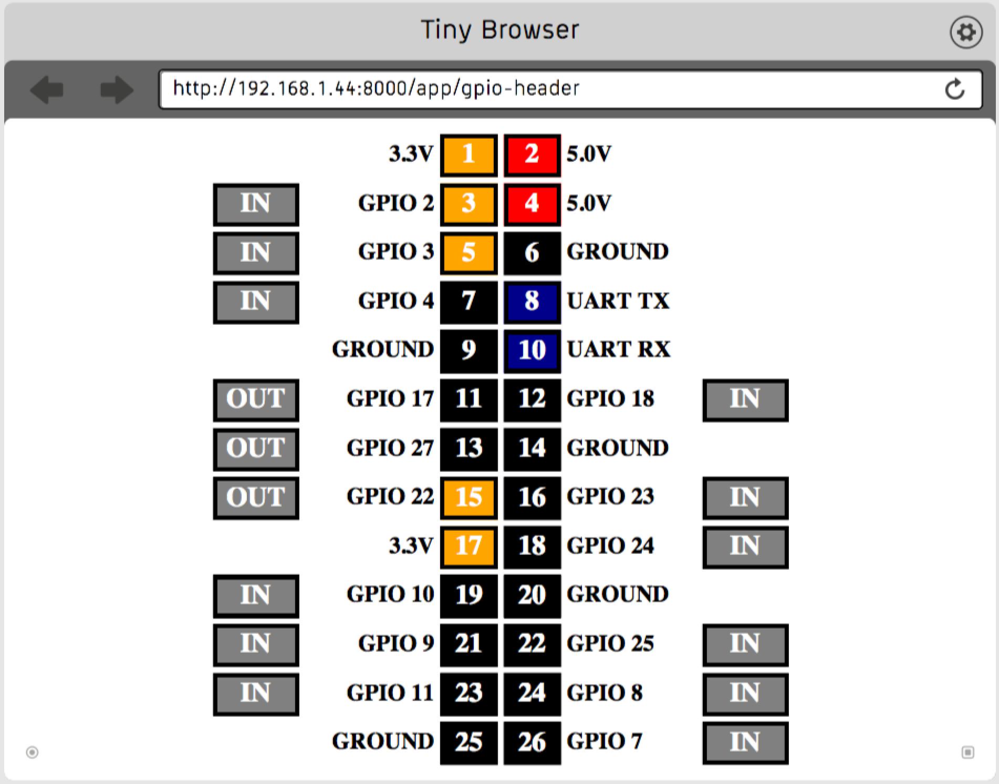 Tiny Browser
http://192.168.1.44:8000/app/gpio-header
3.3V 1 2 5.0V
IN GPIO 2 3 4 5.0V
IN GPIO 3 5 6 GROUND
IN GPIO 4 7 8 UART TX
GROUND 9 10 UART RX
OUT GPIO 17 11 12 GPIO 18 IN
OUT GPIO 27 13 14 GROUND
OUT GPIO 22 15 16 GPIO 23 IN
3.3V 17 18 GPIO 24 IN
IN GPIO 10 19 20 GROUND
IN GPIO 9 21 22 GPIO 25 IN
IN GPIO 11 23 24 GPIO 8 IN
GROUND 25 26 GPIO 7 IN